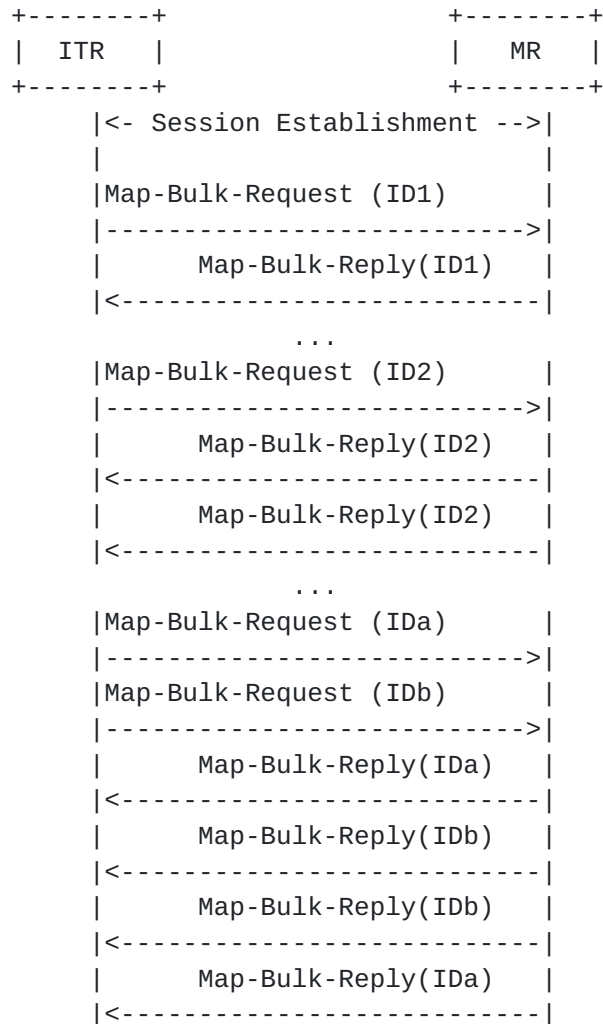 +--------+                  +--------+
|  ITR   |                  |   MR   |
+--------+                  +--------+
     |<- Session Establishment -->|
     |                            |
     |Map-Bulk-Request (ID1)      |
     |--------------------------->|
     |      Map-Bulk-Reply(ID1)   |
     |<---------------------------|
                 ...
     |Map-Bulk-Request (ID2)      |
     |--------------------------->|
     |      Map-Bulk-Reply(ID2)   |
     |<---------------------------|
     |      Map-Bulk-Reply(ID2)   |
     |<---------------------------|
                 ...
     |Map-Bulk-Request (IDa)      |
     |--------------------------->|
     |Map-Bulk-Request (IDb)      |
     |--------------------------->|
     |      Map-Bulk-Reply(IDa)   |
     |<---------------------------|
     |      Map-Bulk-Reply(IDb)   |
     |<---------------------------|
     |      Map-Bulk-Reply(IDb)   |
     |<---------------------------|
     |      Map-Bulk-Reply(IDa)   |
     |<---------------------------|